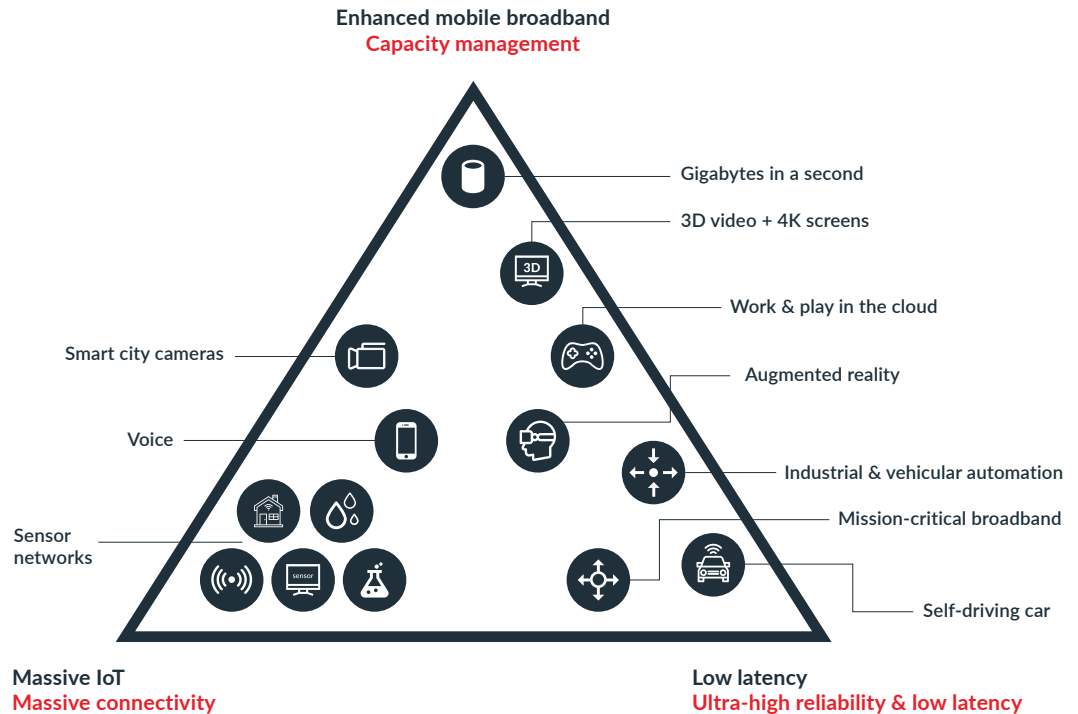 Enhanced mobile broadband
Capacity management
Gigabytes in a second
3D video + 4K screens
3D
Work & play in the cloud
Smart city cameras
Augmented reality
Voice
Industrial & vehicular automation
Mission-critical broadband
Sensor
networks
sensor
Self-driving car
Massive IoT
Massive connectivity
Low latency
Ultra-high reliability & low latency